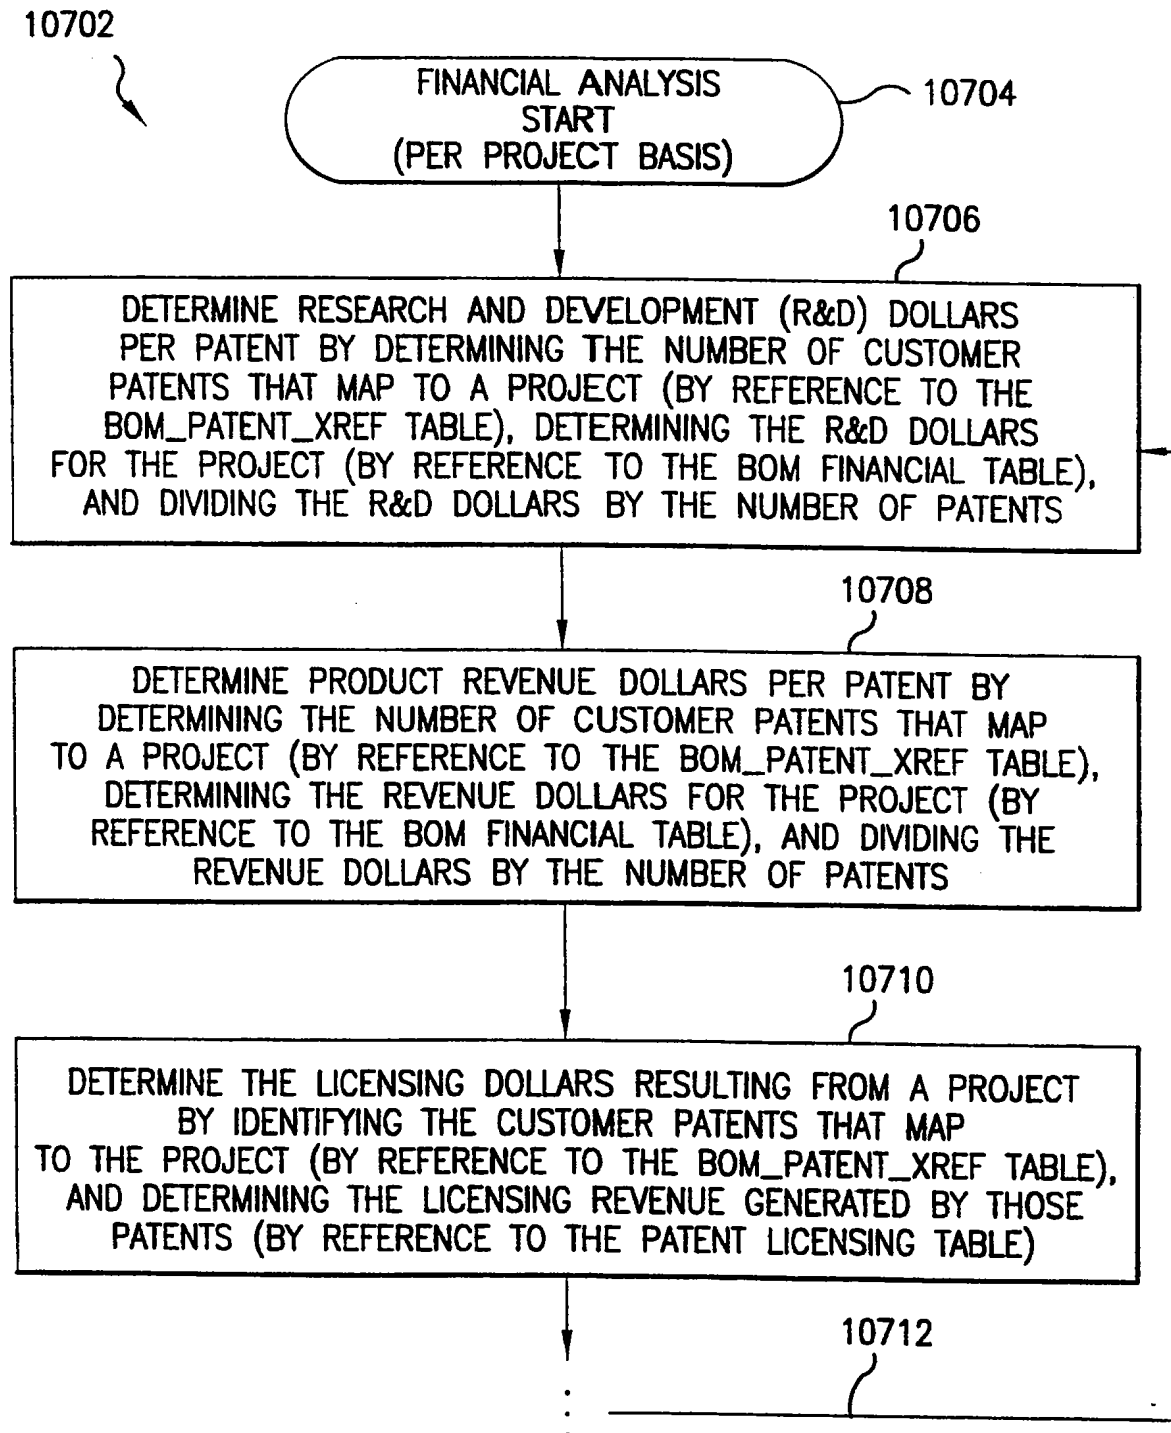 10702
FINANCIAL ANALYSIS
START
(PER PROJECT BASIS)
10704
10706
DETERMINE RESEARCH AND DEVELOPMENT (R&D) DOLLARS
PER PATENT BY DETERMINING THE NUMBER OF CUSTOMER
PATENTS THAT MAP TO A PROJECT (BY REFERENCE TO THE
BOM_PATENT_XREF TABLE), DETERMINING THE R&D DOLLARS
FOR THE PROJECT (BY REFERENCE TO THE BOM FINANCIAL TABLE),
AND DIVIDING THE R&D DOLLARS BY THE NUMBER OF PATENTS
10708
DETERMINE PRODUCT REVENUE DOLLARS PER PATENT BY
DETERMINING THE NUMBER OF CUSTOMER PATENTS THAT MAP
TO A PROJECT (BY REFERENCE TO THE BOM_PATENT_XREF TABLE),
DETERMINING THE REVENUE DOLLARS FOR THE PROJECT (BY
REFERENCE TO THE BOM FINANCIAL TABLE), AND DIVIDING THE
REVENUE DOLLARS BY THE NUMBER OF PATENTS
10710
DETERMINE THE LICENSING DOLLARS RESULTING FROM A PROJECT
BY IDENTIFYING THE CUSTOMER PATENTS THAT MAP
TO THE PROJECT (BY REFERENCE TO THE BOM_PATENT_XREF TABLE),
AND DETERMINING THE LICENSING REVENUE GENERATED BY THOSE
PATENTS (BY REFERENCE TO THE PATENT LICENSING TABLE)
10712